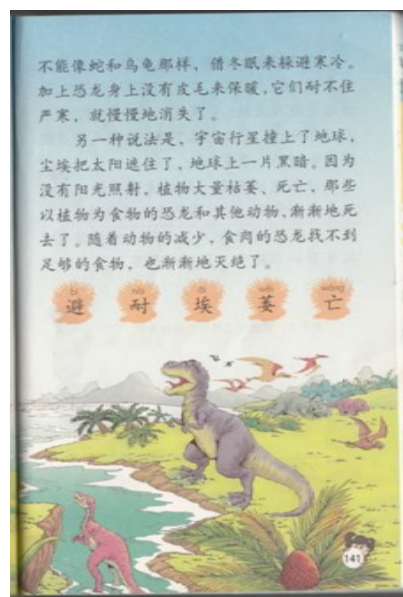 不能像蛇和乌龟那样，借冬眠来躲避寒冷。
加上恐龙身上没有皮毛来保暖，它们耐不住
严寒，就慢慢地消失了。
另一种说法是，宇宙行星撞上了地球，
尘埃把太阳遮住了，地球上一片黑暗。因为
没有阳光照射，植物大量枯萎、死亡，那些
以植物为食物的恐龙和其他动物，渐渐地死
去了。随着动物的减少，食肉的恐龙找不到
足够的食物，也渐渐地灭绝了。
bì nài āi wěi wáng
避 耐 埃 萎 亡
141